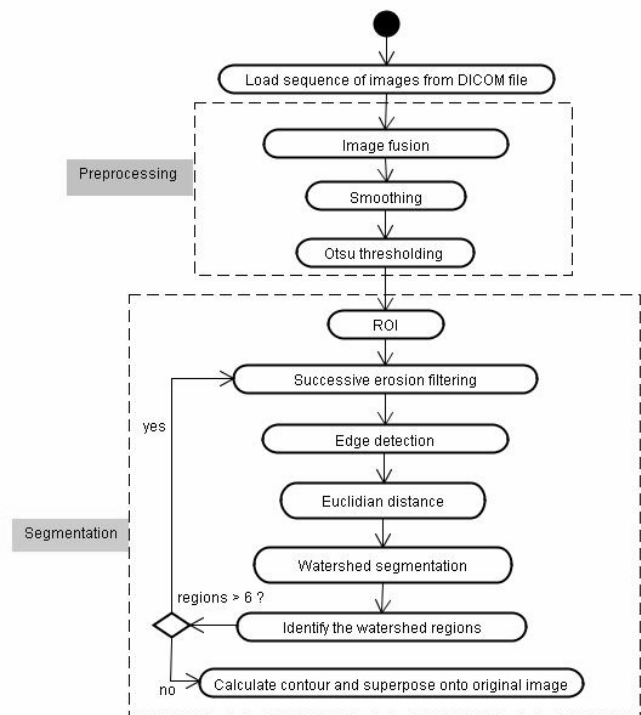 Load sequence of images from DICOM file
Preprocessing
Image fusion
Smoothing
Otsu thresholding
Segmentation
ROI
Successive erosion filtering
yes
Edge detection
Euclidian distance
Watershed segmentation
regions > 6 ?
Identify the watershed regions
no
Calculate contour and superpose onto original image